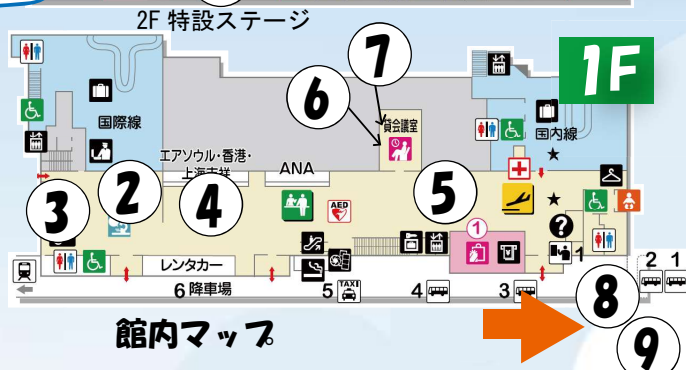 2F 特設ステージ
7
1F
6
貸会議室
国際線
国内線
エアソウル・香港・
上海吉祥
ANA
3
2
4
AED
5
1
?
1
レンタカー
2 1
6 降車場
5 TAXI
4
3
8
9
館内マップ